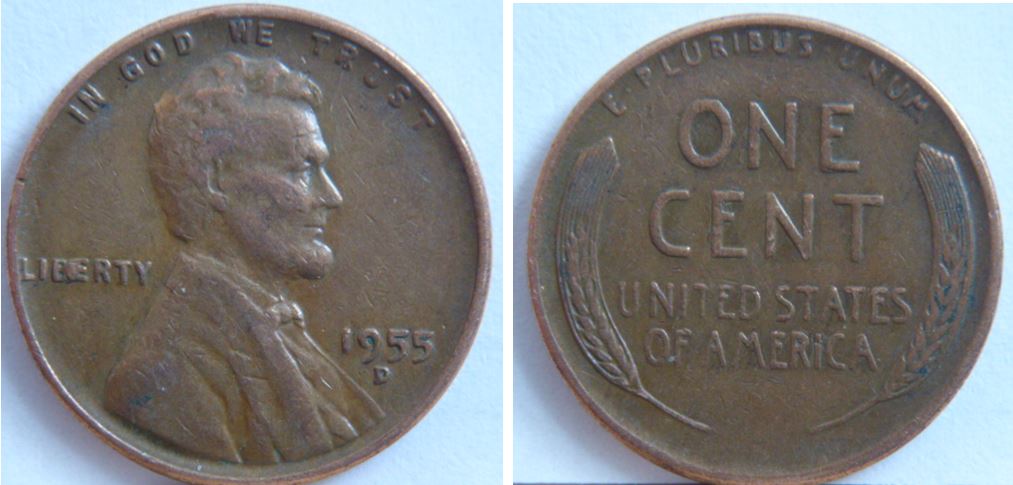 IN GOD WE TRUST
LIBERTY
1955
D
E·PLURIBUS·UNUM
ONE
CENT
UNITED STATES
OF AMERICA